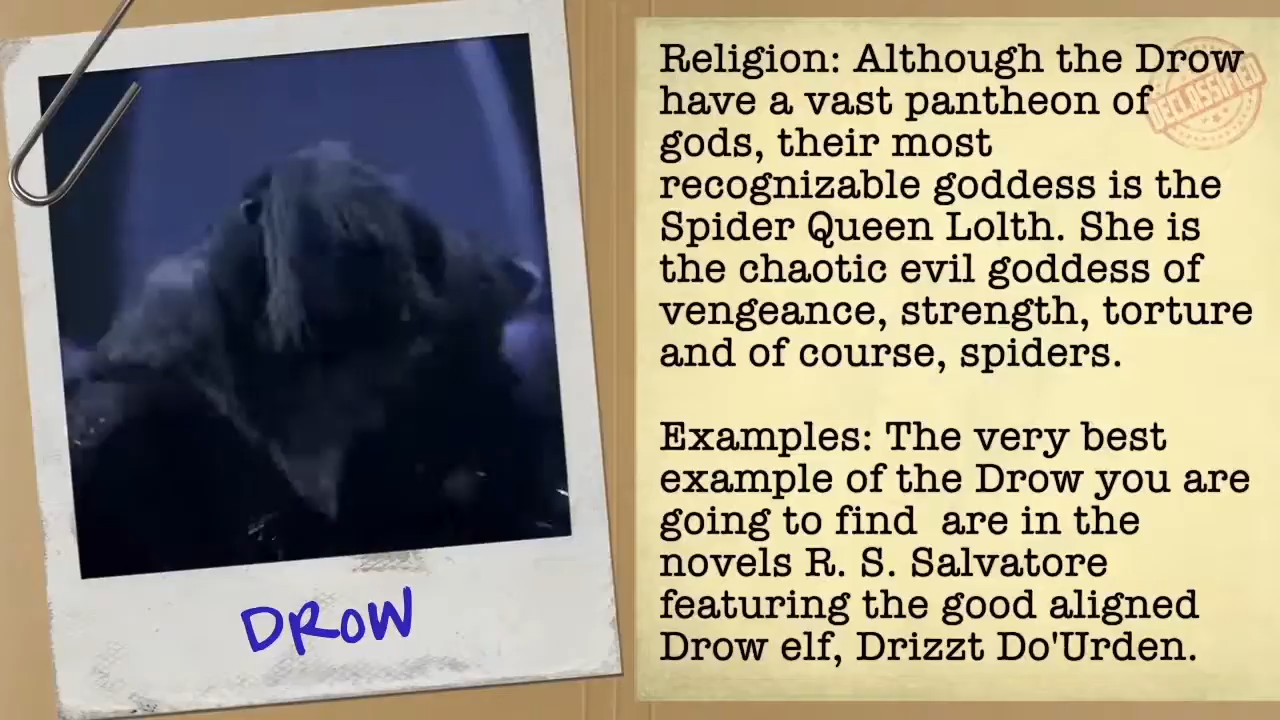 Religion: Although the Drow
have a vast pantheon of
gods, their most
recognizable goddess is the
Spider Queen Lolth. She is
the chaotic evil goddess of
vengeance, strength, torture
and of course, spiders.
Examples: The very best
example of the Drow you are
going to find  are in the
novels R. S. Salvatore
featuring the good aligned
Drow elf, Drizzt Do'Urden.
DECLASSIFIED
DROW